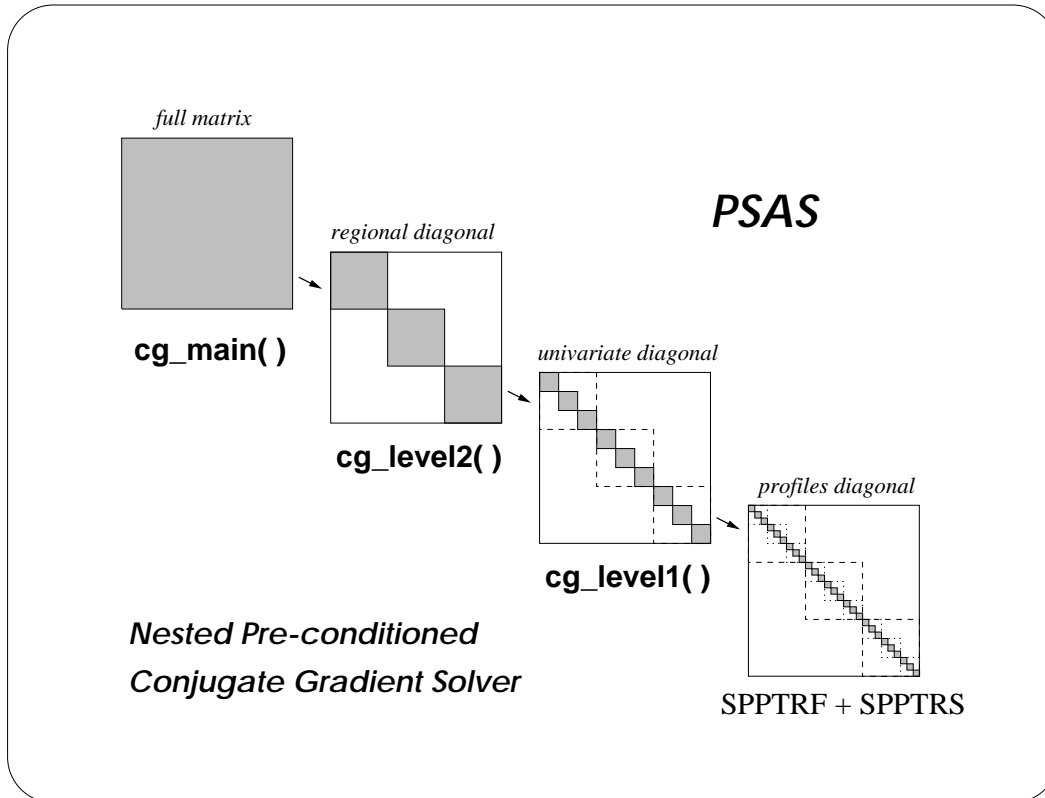 full matrix
PSAS
regional diagonal
cg_main( )
univariate diagonal
cg_level2( )
profiles diagonal
cg_level1( )
Nested Pre-conditioned
Conjugate Gradient Solver
SPPTRF + SPPTRS